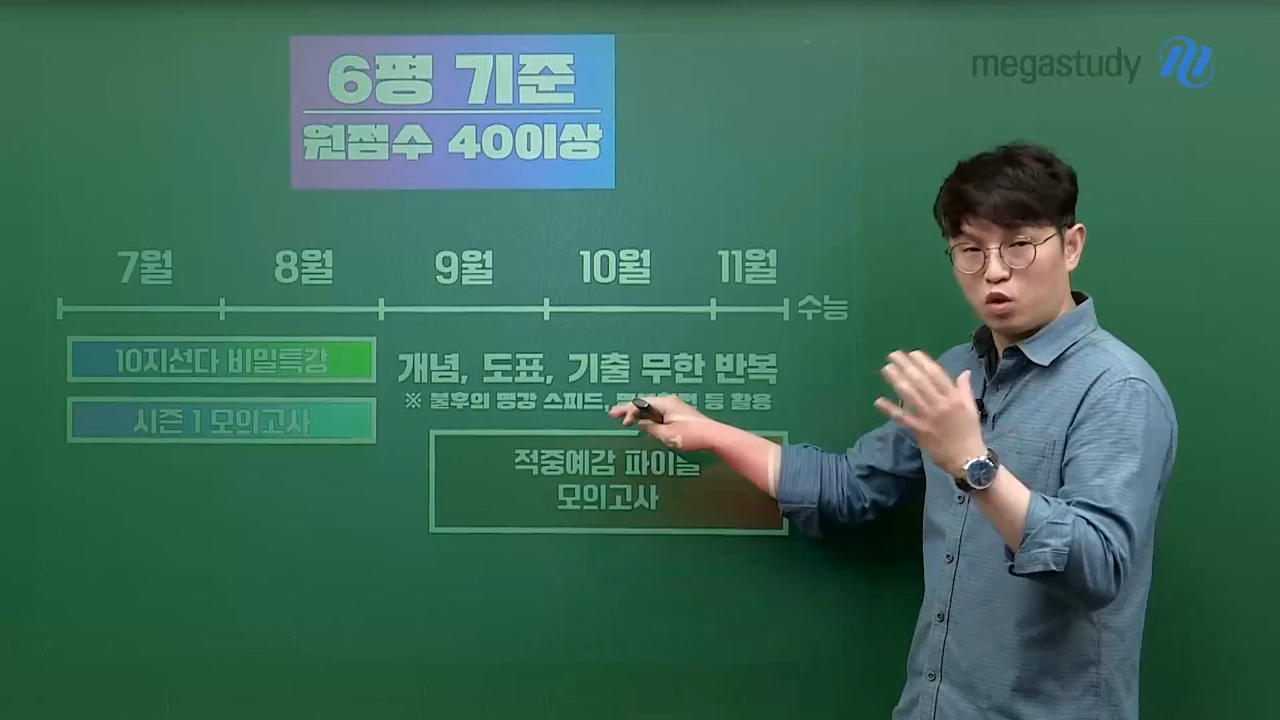 megastudy
6평 기준
원점수 40이상
7월 8월 9월 10월 11월
수능
10지선다 비밀특강
시즌 1 모의고사
개념, 도표, 기출 무한 반복
※ 불후의 명강 스피드, 등 활용
적중예감 파이널
모의고사